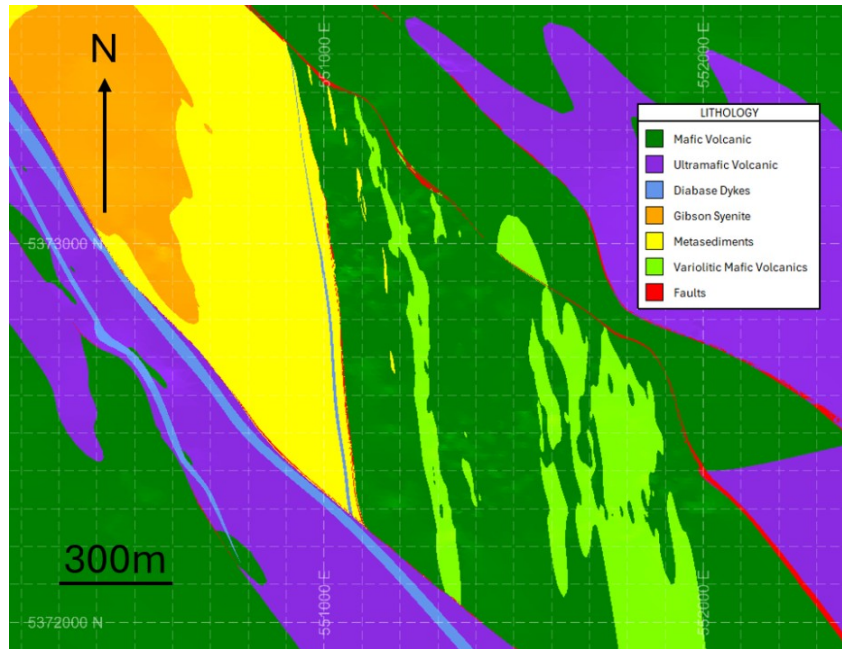 N
551000 E
552000 E
LITHOLOGY
Mafic Volcanic
Ultramafic Volcanic
Diabase Dykes
Gibson Syenite
Metasediments
Variolitic Mafic Volcanics
Faults
5373000 N
300m
5372000 N
551000 E
552000 E